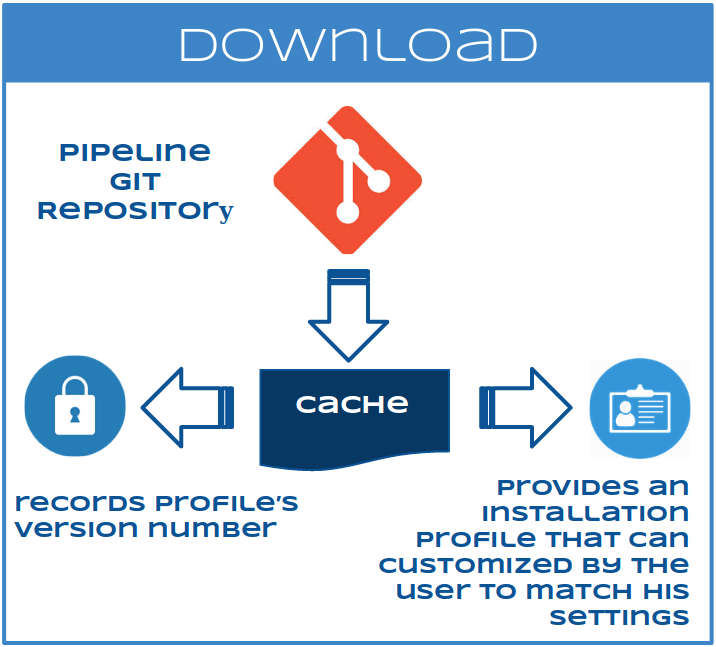 Download
Pipeline
Git
Repository
Cache
records profile's
version number
Provides an
installation
profile that can
customized by the
user to match his
settings